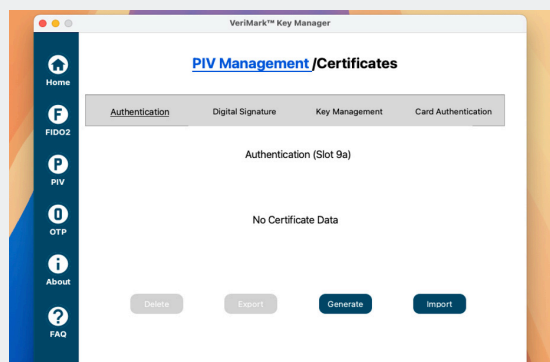 VeriMark™ Key Manager
PIV Management /Certificates
Home
FIDO2
PIV
OTP
About
FAQ
Authentication Digital Signature Key Management Card Authentication
Authentication (Slot 9a)
No Certificate Data
Delete Export Generate Import